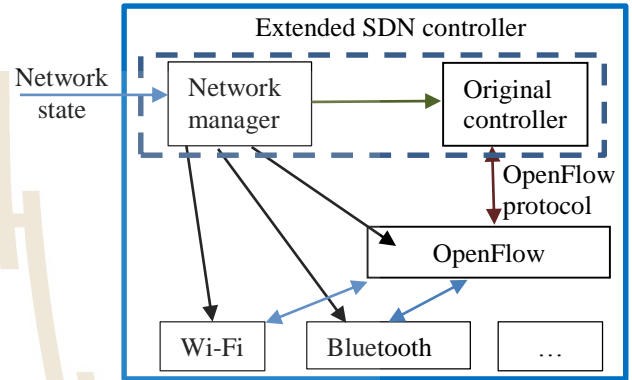 Extended SDN controller
Network
state
Network
manager
Original
controller
OpenFlow
protocol
OpenFlow
Wi-Fi
Bluetooth
…